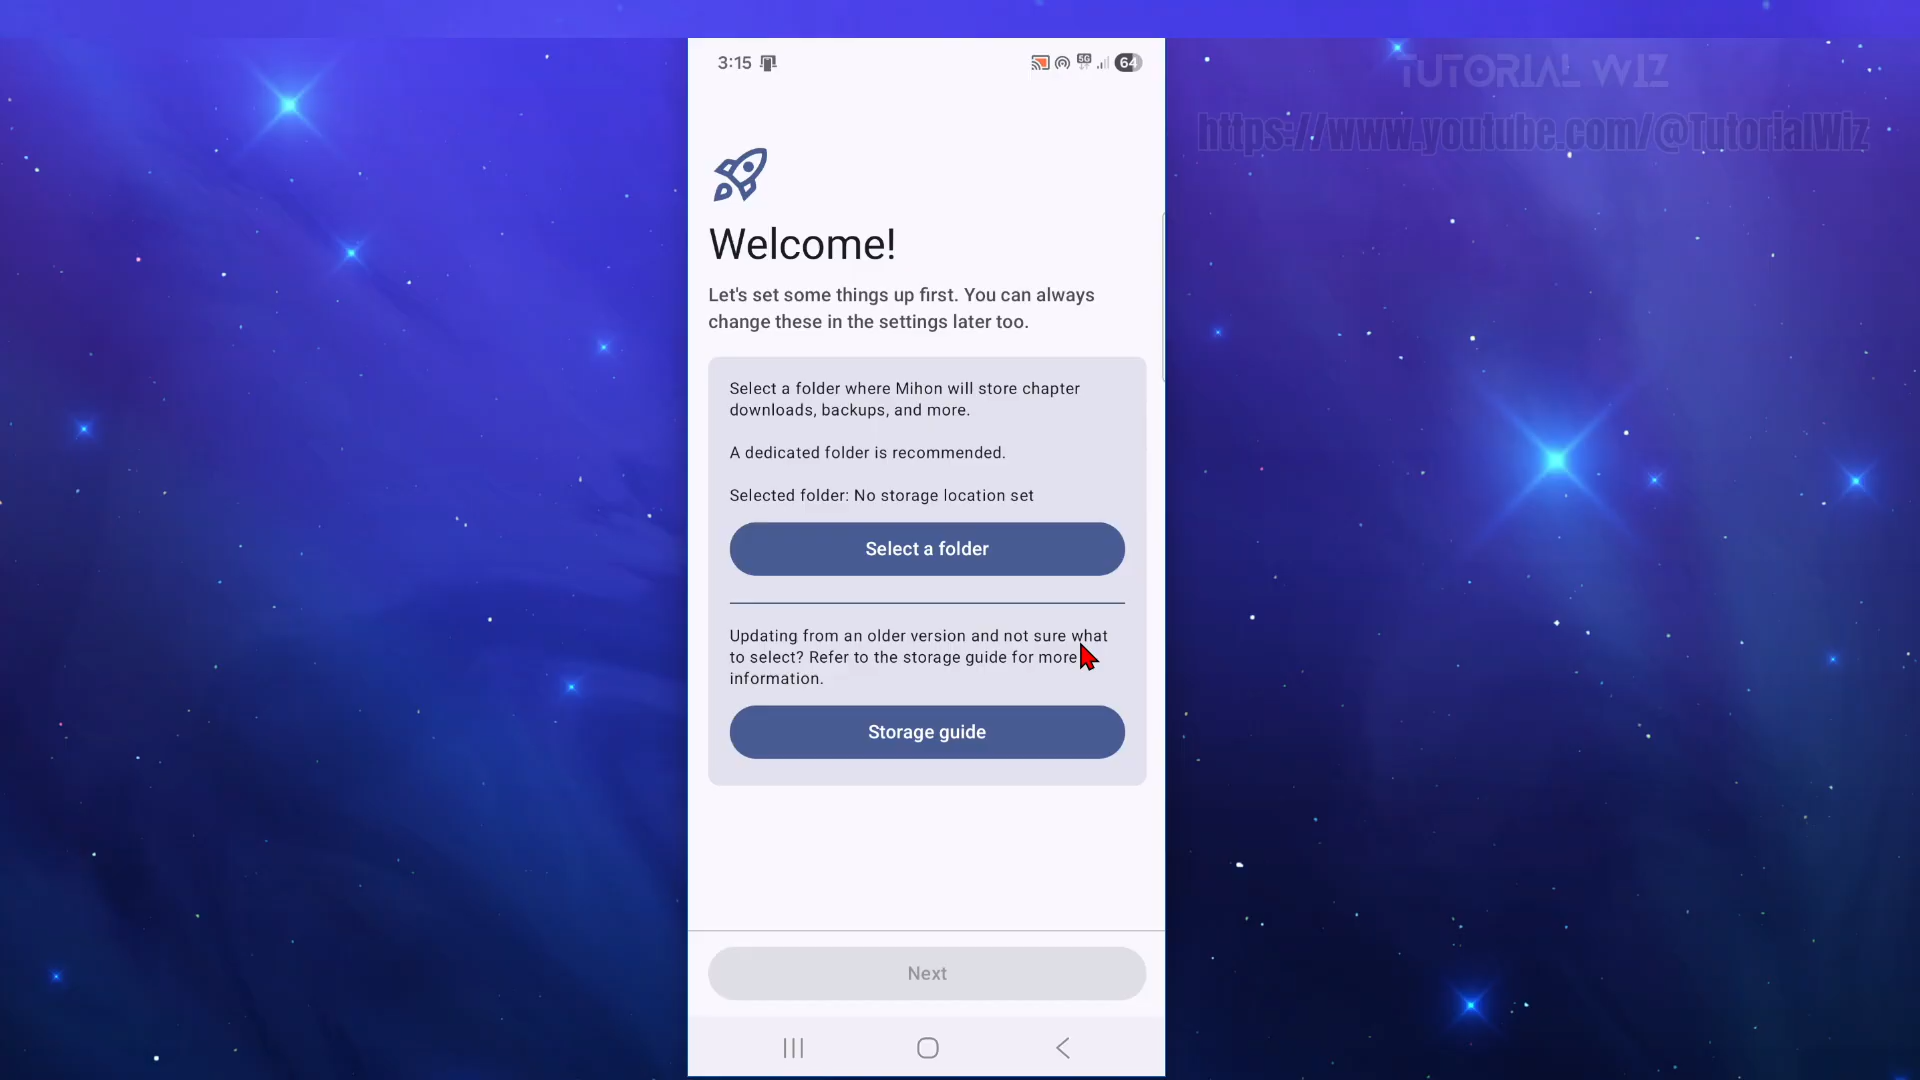 3:15
5G
64
TUTORIAL WIZ
https://www.youtube.com/@TutorialWiz
Welcome!
Let's set some things up first. You can always
change these in the settings later too.
Select a folder where Mihon will store chapter
downloads, backups, and more.
A dedicated folder is recommended.
Selected folder: No storage location set
Select a folder
Updating from an older version and not sure what
to select? Refer to the storage guide for more
information.
Storage guide
Next